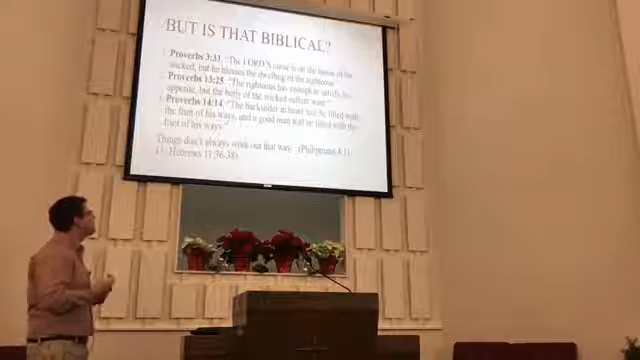 BUT IS THAT BIBLICAL?
Proverbs 3:33 "The LORD'S curse is on the house of the
wicked, but he blesses the dwelling of the righteous."
Proverbs 13:25 "The righteous has enough to satisfy his
appetite, but the belly of the wicked suffers want."
Proverbs 14:14 "The backslider in heart will be filled with
the fruit of his ways, and a good man will be filled with the
fruit of his ways."
Things don't always work out that way. (Philippians 4:11-
Hebrews 11:36-38)